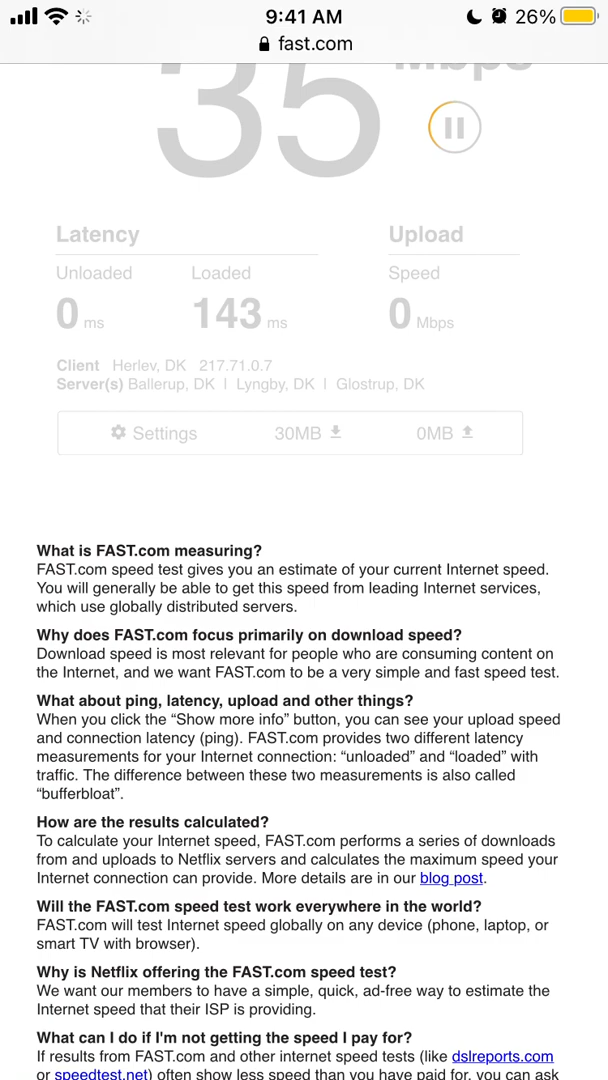 9:41 AM
26%
fast.com
35 Mbps
Latency
Upload
Unloaded
Loaded
Speed
0 ms
143 ms
0 Mbps
Client Herlev, DK 217.71.0.7
Server(s) Ballerup, DK | Lyngby, DK | Glostrup, DK
Settings
30MB
0MB
What is FAST.com measuring?
FAST.com speed test gives you an estimate of your current Internet speed.
You will generally be able to get this speed from leading Internet services,
which use globally distributed servers.
Why does FAST.com focus primarily on download speed?
Download speed is most relevant for people who are consuming content on
the Internet, and we want FAST.com to be a very simple and fast speed test.
What about ping, latency, upload and other things?
When you click the “Show more info” button, you can see your upload speed
and connection latency (ping). FAST.com provides two different latency
measurements for your Internet connection: “unloaded” and “loaded” with
traffic. The difference between these two measurements is also called
“bufferbloat”.
How are the results calculated?
To calculate your Internet speed, FAST.com performs a series of downloads
from and uploads to Netflix servers and calculates the maximum speed your
Internet connection can provide. More details are in our blog post.
Will the FAST.com speed test work everywhere in the world?
FAST.com will test Internet speed globally on any device (phone, laptop, or
smart TV with browser).
Why is Netflix offering the FAST.com speed test?
We want our members to have a simple, quick, ad-free way to estimate the
Internet speed that their ISP is providing.
What can I do if I'm not getting the speed I pay for?
If results from FAST.com and other internet speed tests (like dslreports.com
or speedtest.net) often show less speed than you have paid for, you can ask